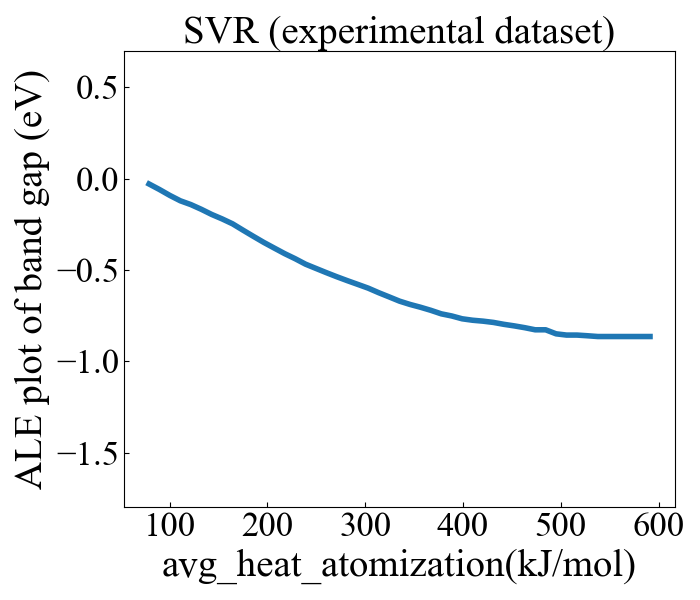 SVR (experimental dataset)
ALE plot of band gap (eV)
0.5
0.0
−0.5
−1.0
−1.5
100 200 300 400 500 600
avg_heat_atomization(kJ/mol)